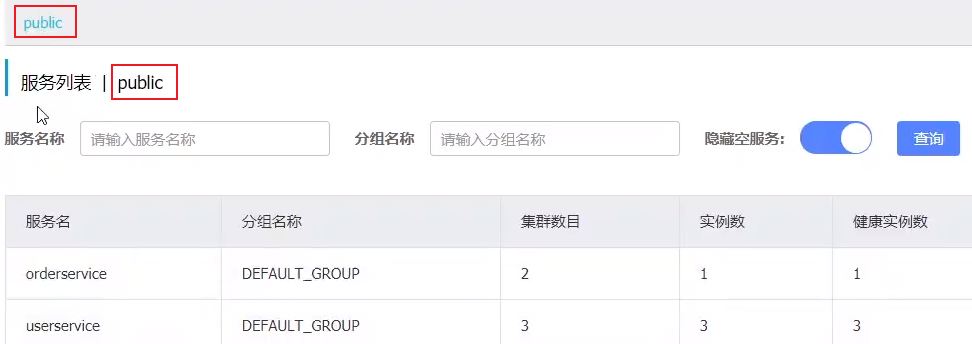 public
服务列表 | public
服务名称 请输入服务名称 分组名称 请输入分组名称 隐藏空服务: 查询
服务名 分组名称 集群数目 实例数 健康实例数
orderservice DEFAULT_GROUP 2 1 1
userservice DEFAULT_GROUP 3 3 3